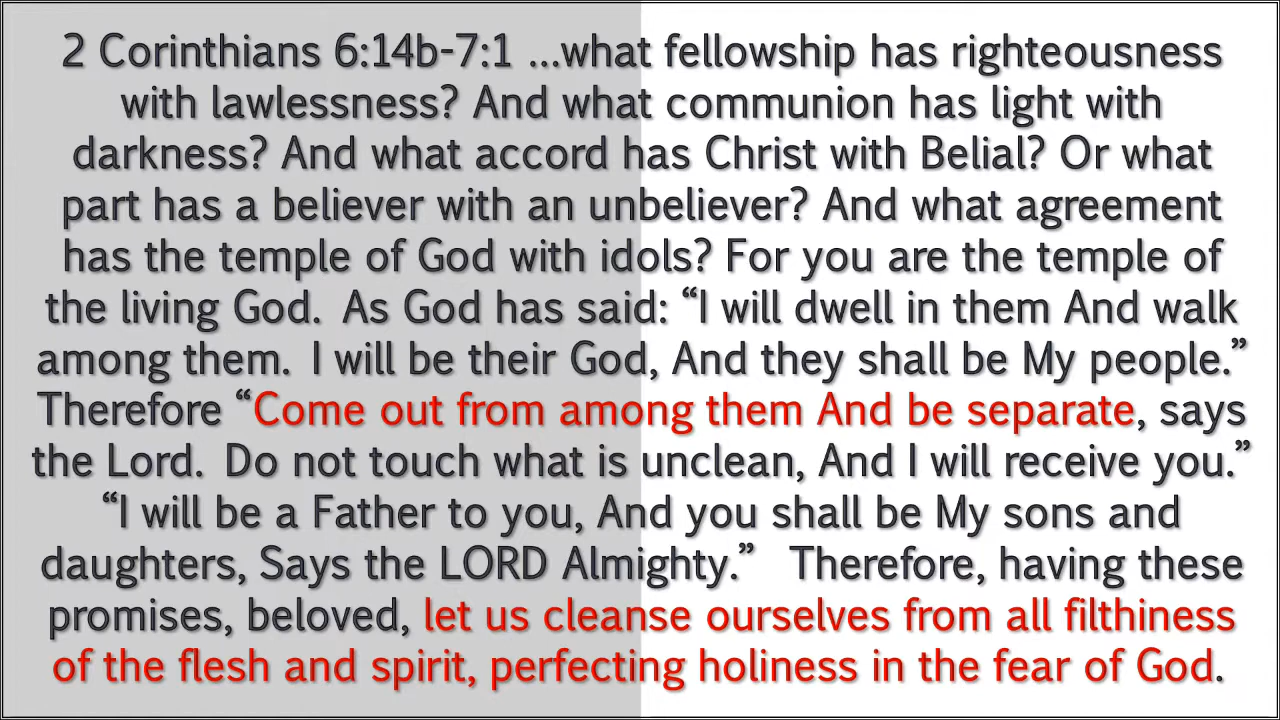 2 Corinthians 6:14b-7:1 ...what fellowship has righteousness
with lawlessness? And what communion has light with
darkness? And what accord has Christ with Belial? Or what
part has a believer with an unbeliever? And what agreement
has the temple of God with idols? For you are the temple of
the living God. As God has said: “I will dwell in them And walk
among them. I will be their God, And they shall be My people.”
Therefore “Come out from among them And be separate, says
the Lord. Do not touch what is unclean, And I will receive you.”
“I will be a Father to you, And you shall be My sons and
daughters, Says the LORD Almighty.” Therefore, having these
promises, beloved, let us cleanse ourselves from all filthiness
of the flesh and spirit, perfecting holiness in the fear of God.